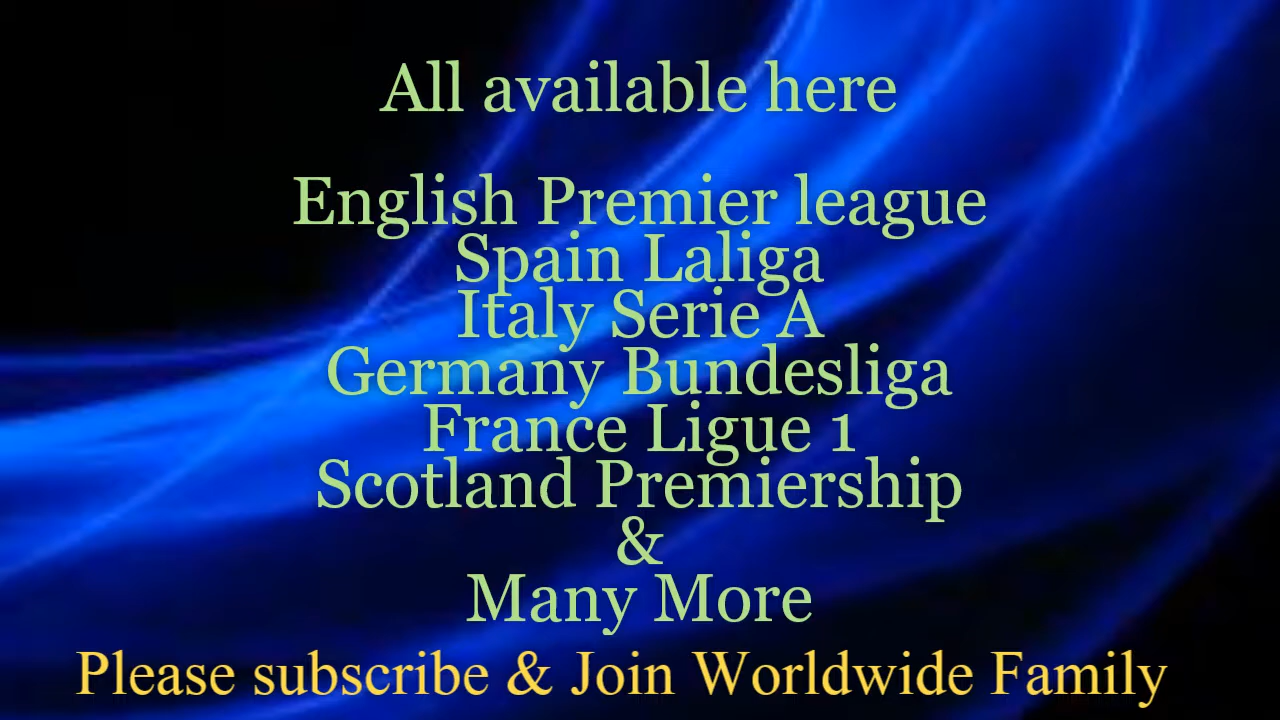 All available here
English Premier league
Spain Laliga
Italy Serie A
Germany Bundesliga
France Ligue 1
Scotland Premiership
&
Many More
Please subscribe & Join Worldwide Family